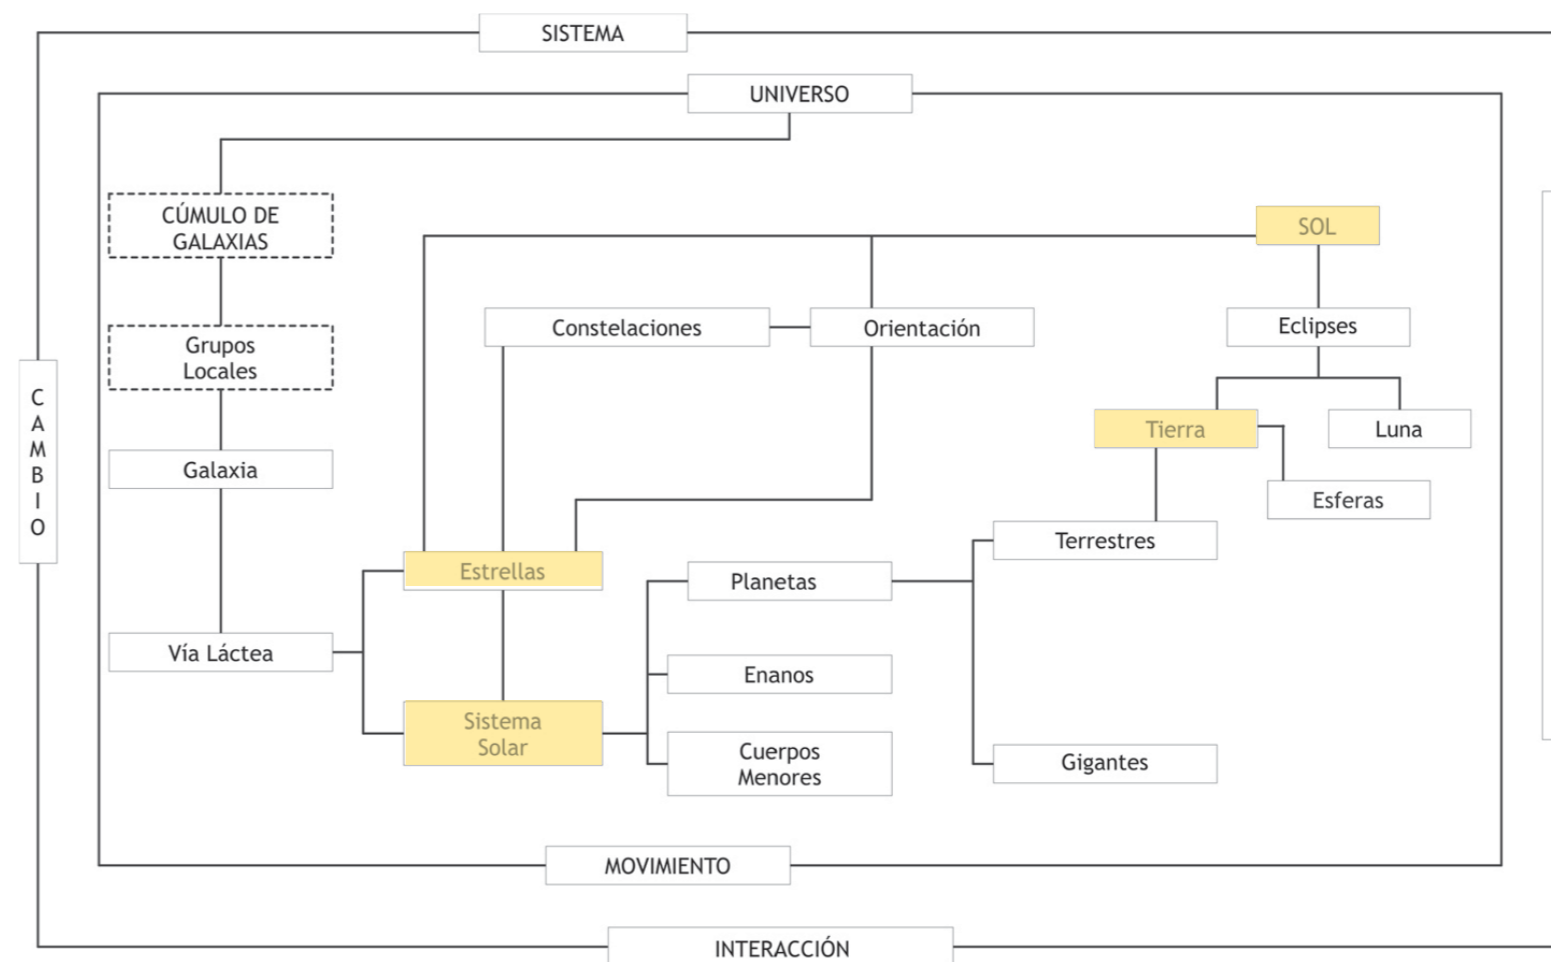 SISTEMA
UNIVERSO
CÚMULO DE
GALAXIAS
SOL
Constelaciones
Orientación
Eclipses
Grupos
Locales
C
A
M
B
I
O
Tierra
Luna
Galaxia
Esferas
Terrestres
Estrellas
Planetas
Vía Láctea
Enanos
Sistema
Solar
Cuerpos
Menores
Gigantes
MOVIMIENTO
INTERACCIÓN